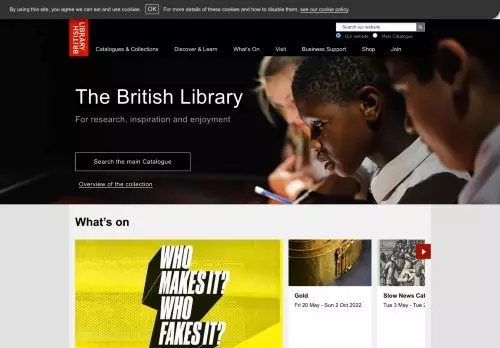 By using this site, you agree we can set and use cookies. OK For more details of these cookies and how to disable them, see our cookie policy.
BRITISH
LIBRARY
Search our website
Our website Main Catalogue
Catalogues & Collections Discover & Learn What's On Visit Business Support Shop Join
The British Library
For research, inspiration and enjoyment
Search the main Catalogue
Overview of the collection
What's on
WHO
MAKES IT?
WHO
FAKES IT?
Gold
Fri 20 May - Sun 2 Oct 2022
Slow News
Tue 3 May - Tue